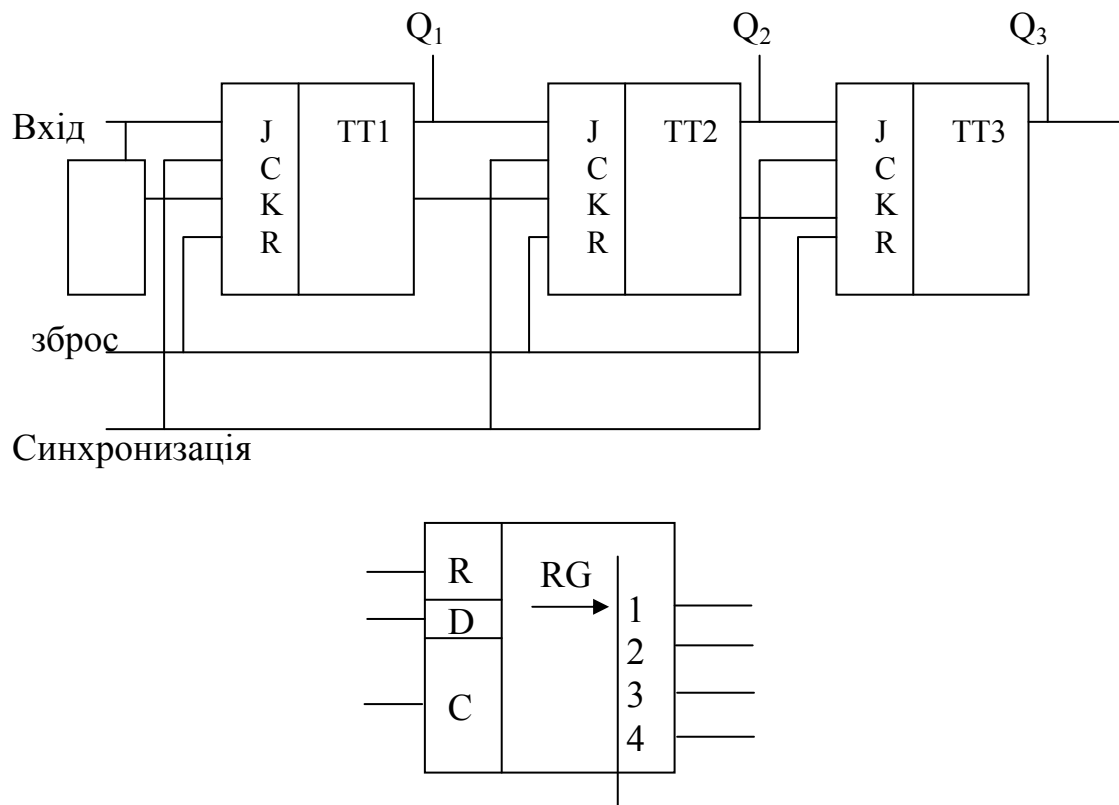 Q₁ Q₂ Q₃
Вхід J TT1 J TT2 J TT3
C C C
K K K
R R R
зброс
Синхронизація
R RG
D 1
2
C 3
4